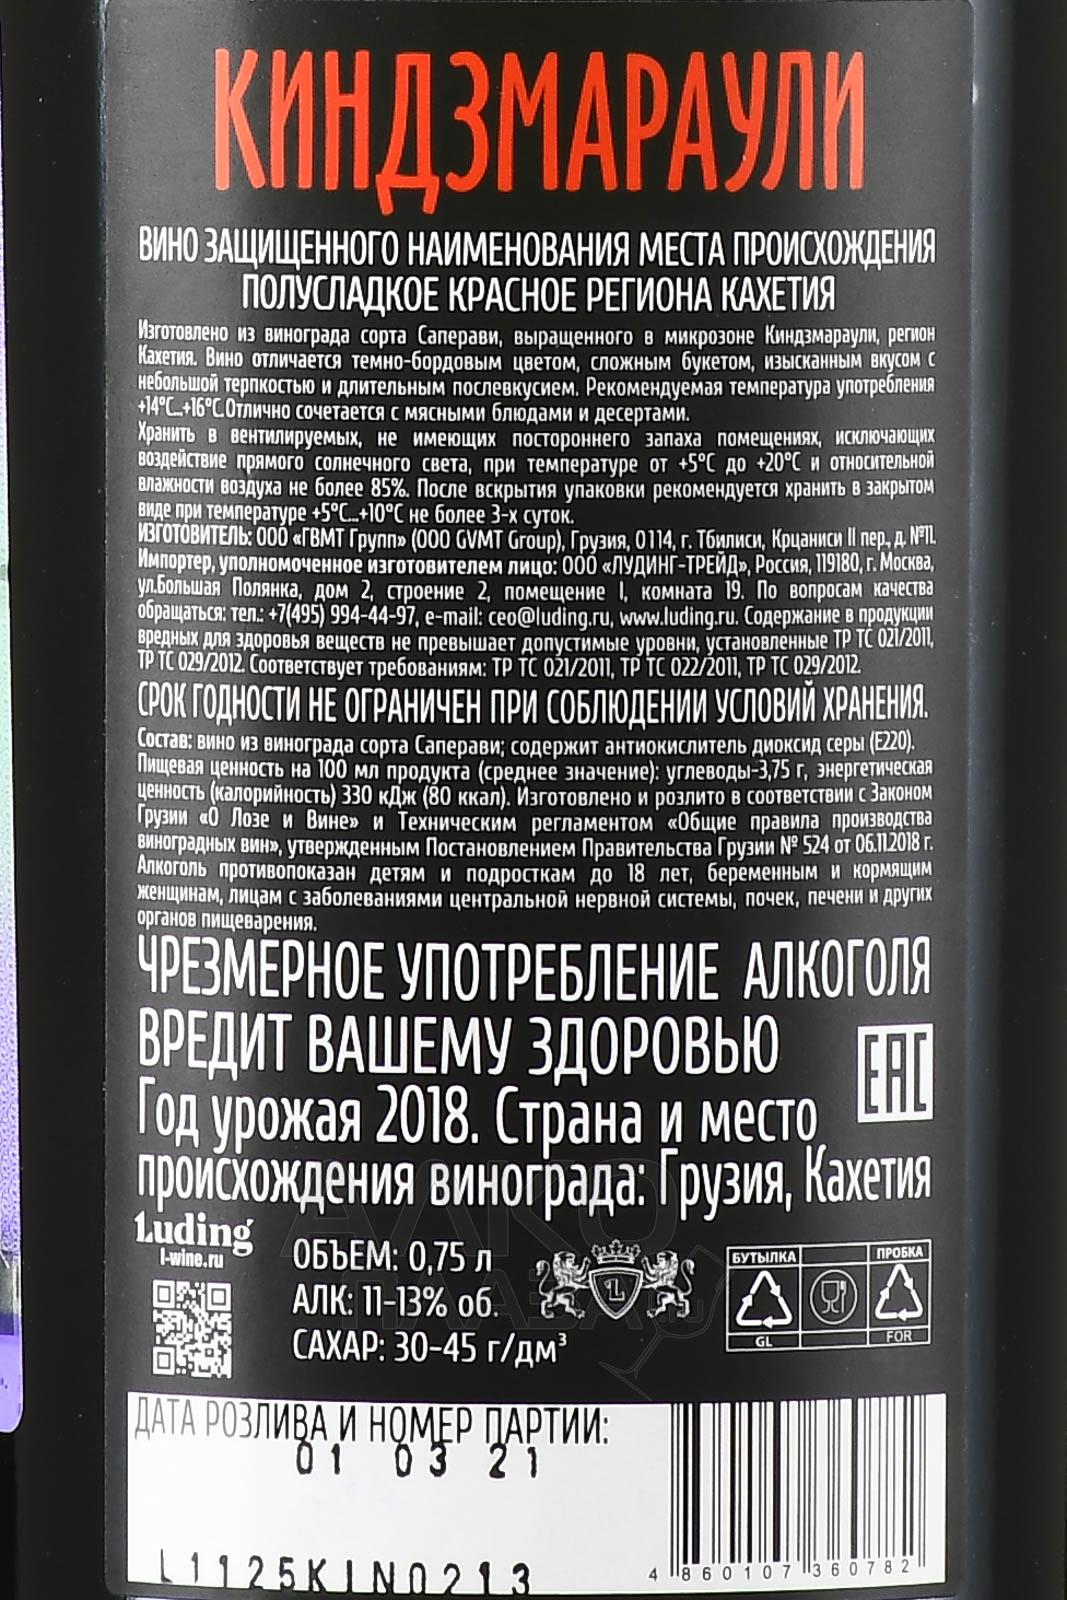 КИНДЗМАРАУЛИ
ВИНО ЗАЩИЩЕННОГО НАИМЕНОВАНИЯ МЕСТА ПРОИСХОЖДЕНИЯ
ПОЛУСЛАДКОЕ КРАСНОЕ РЕГИОНА КАХЕТИЯ
Изготовлено из винограда сорта Саперави, выращенного в микрозоне Киндзмараули, регион
Кахетия. Вино отличается темно-бордовым цветом, сложным букетом, изысканным вкусом с
небольшой терпкостью и длительным послевкусием. Рекомендуемая температура употребления
+14°С...+16°С.Отлично сочетается с мясными блюдами и десертами.
Хранить в вентилируемых, не имеющих постороннего запаха помещениях, исключающих
воздействие прямого солнечного света, при температуре от +5°С до +20°С и относительной
влажности воздуха не более 85%. После вскрытия упаковки рекомендуется хранить в закрытом
виде при температуре +5°С...+10°С не более 3-х суток.
ИЗГОТОВИТЕЛЬ: ООО «ГВМТ Групп» (ООО GVMT Group), Грузия, 0114, г. Тбилиси, Крцаниси II пер., д. №11.
Импортер, уполномоченное изготовителем лицо: ООО «ЛУДИНГ-ТРЕЙД», Россия, 119180, г. Москва,
ул.Большая Полянка, дом 2, строение 2, помещение I, комната 19. По вопросам качества
обращаться: тел.: +7(495) 994-44-97, e-mail: ceo@luding.ru, www.luding.ru. Содержание в продукции
вредных для здоровья веществ не превышает допустимые уровни, установленные ТР ТС 021/2011,
ТР ТС 029/2012. Соответствует требованиям: ТР ТС 021/2011, ТР ТС 022/2011, ТР ТС 029/2012.
СРОК ГОДНОСТИ НЕ ОГРАНИЧЕН ПРИ СОБЛЮДЕНИИ УСЛОВИЙ ХРАНЕНИЯ.
Состав: вино из винограда сорта Саперави; содержит антиокислитель диоксид серы (Е220).
Пищевая ценность на 100 мл продукта (среднее значение): углеводы-3,75 г, энергетическая
ценность (калорийность) 330 кДж (80 ккал). Изготовлено и розлито в соответствии с Законом
Грузии «О Лозе и Вине» и Техническим регламентом «Общие правила производства
виноградных вин», утвержденным Постановлением Правительства Грузии № 524 от 06.11.2018 г.
Алкоголь противопоказан детям и подросткам до 18 лет, беременным и кормящим
женщинам, лицам с заболеваниями центральной нервной системы, почек, печени и других
органов пищеварения.
ЧРЕЗМЕРНОЕ УПОТРЕБЛЕНИЕ АЛКОГОЛЯ
ВРЕДИТ ВАШЕМУ ЗДОРОВЬЮ
EAC
Год урожая 2018. Страна и место
происхождения винограда: Грузия, Кахетия
Luding
l-wine.ru
ОБЪЕМ: 0,75 л
АЛК: 11-13% об.
САХАР: 30-45 г/дм³
L
БУТЫЛКА
ПРОБКА
GL
FOR
АЛКО
ПЛАЗА.ru
ДАТА РОЗЛИВА И НОМЕР ПАРТИИ:
01 03 21
L1125KIN0213
4 860107 360782